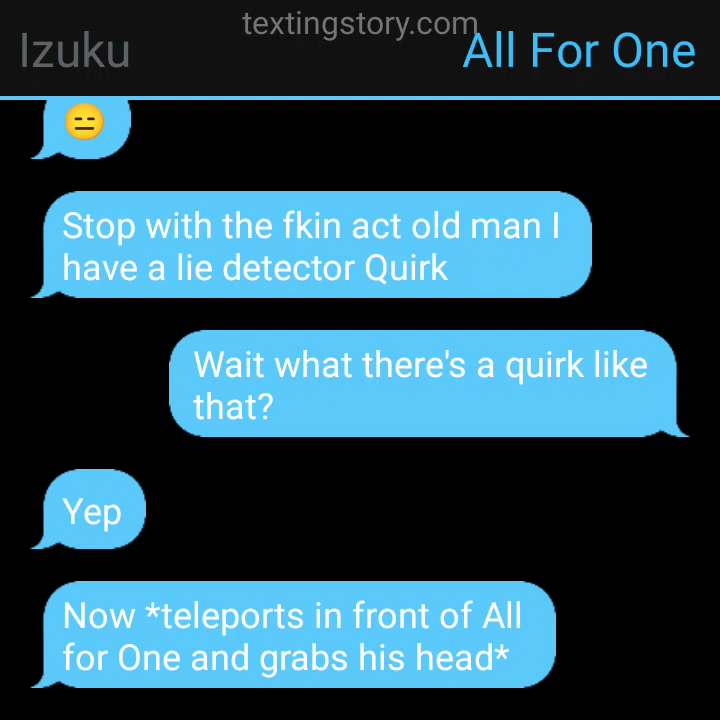 textingstory.com
Izuku
All For One
😑
Stop with the fkin act old man I
have a lie detector Quirk
Wait what there's a quirk like
that?
Yep
Now *teleports in front of All
for One and grabs his head*